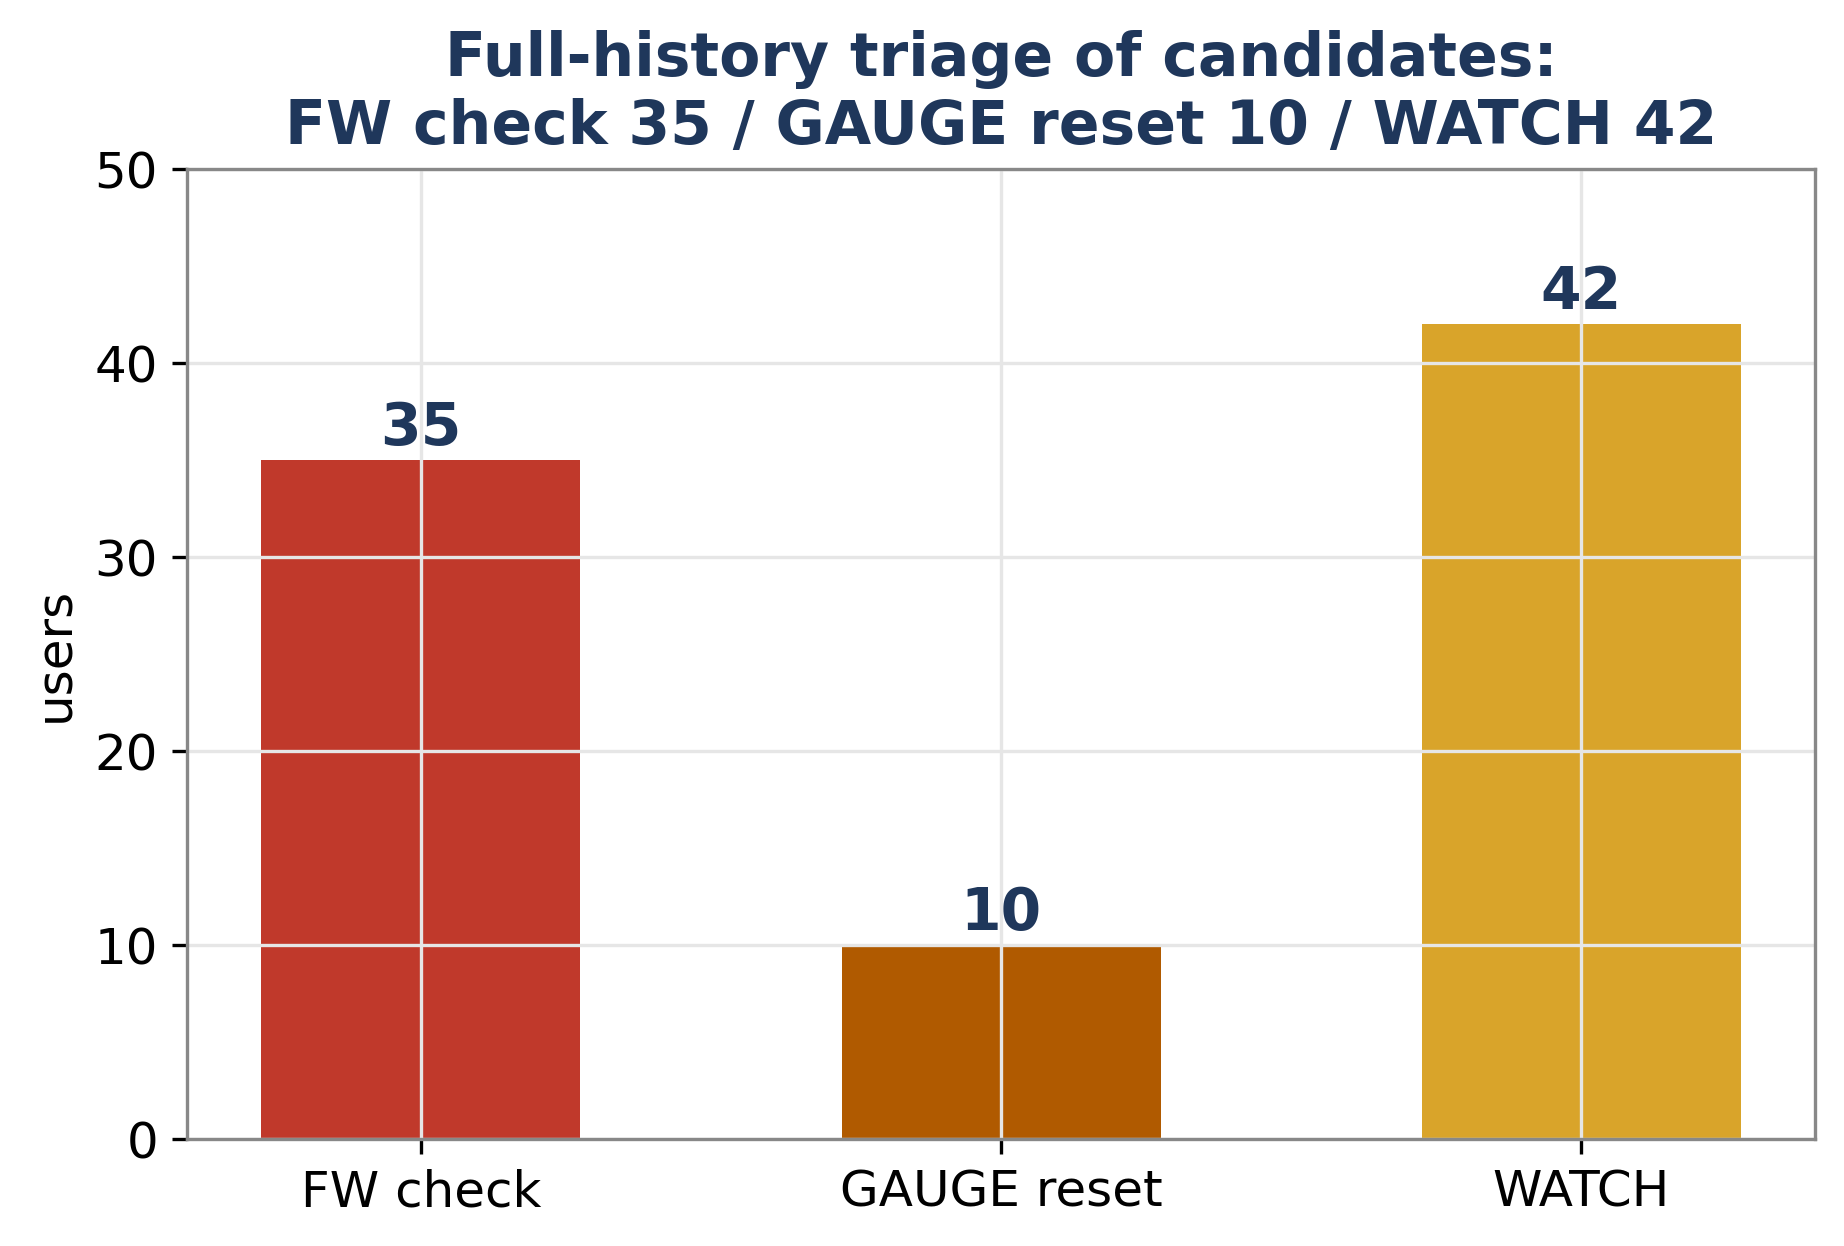 Full-history triage of candidates:
FW check 35 / GAUGE reset 10 / WATCH 42
50
40
30
20
10
0
users
35
10
42
FW check
GAUGE reset
WATCH